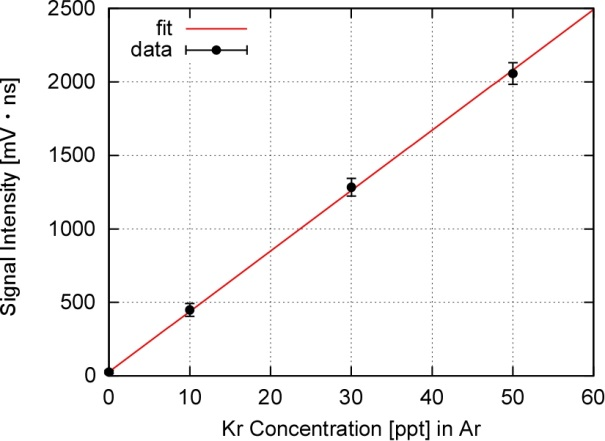 2500
2000
1500
1000
500
0
Signal Intensity [mV・ns]
fit
data
0 10 20 30 40 50 60
Kr Concentration [ppt] in Ar